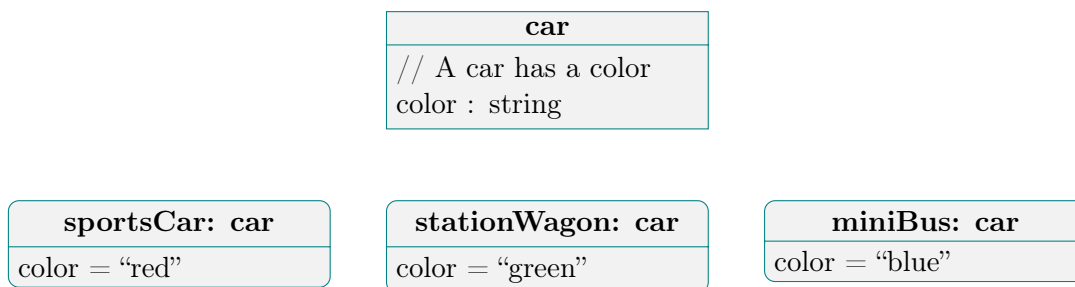 car
// A car has a color
color : string
sportsCar: car
color = “red”
stationWagon: car
color = “green”
miniBus: car
color = “blue”